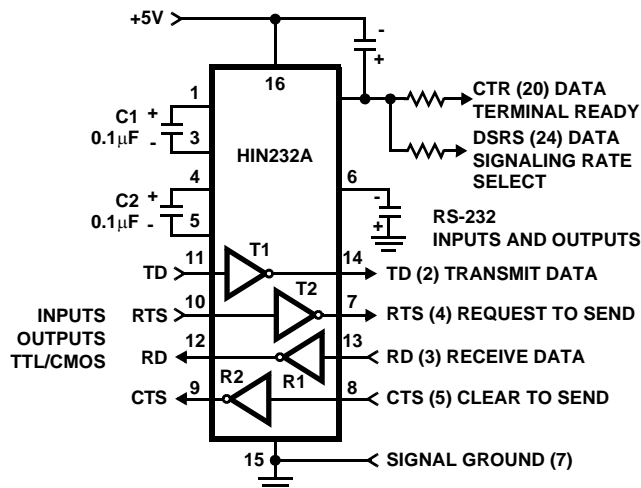 +5V
-
+
16
1
CTR (20) DATA
TERMINAL READY
C1
+
0.1μF
-
3
HIN232A
DSRS (24) DATA
SIGNALING RATE
SELECT
4
6
C2
+
0.1μF
-
5
-
+
RS-232
INPUTS AND OUTPUTS
11
T1
14
TD
TD (2) TRANSMIT DATA
10
T2
7
INPUTS
OUTPUTS
TTL/CMOS
RTS
RTS (4) REQUEST TO SEND
12
13
RD
R1
RD (3) RECEIVE DATA
9
R2
8
CTS
CTS (5) CLEAR TO SEND
15
SIGNAL GROUND (7)